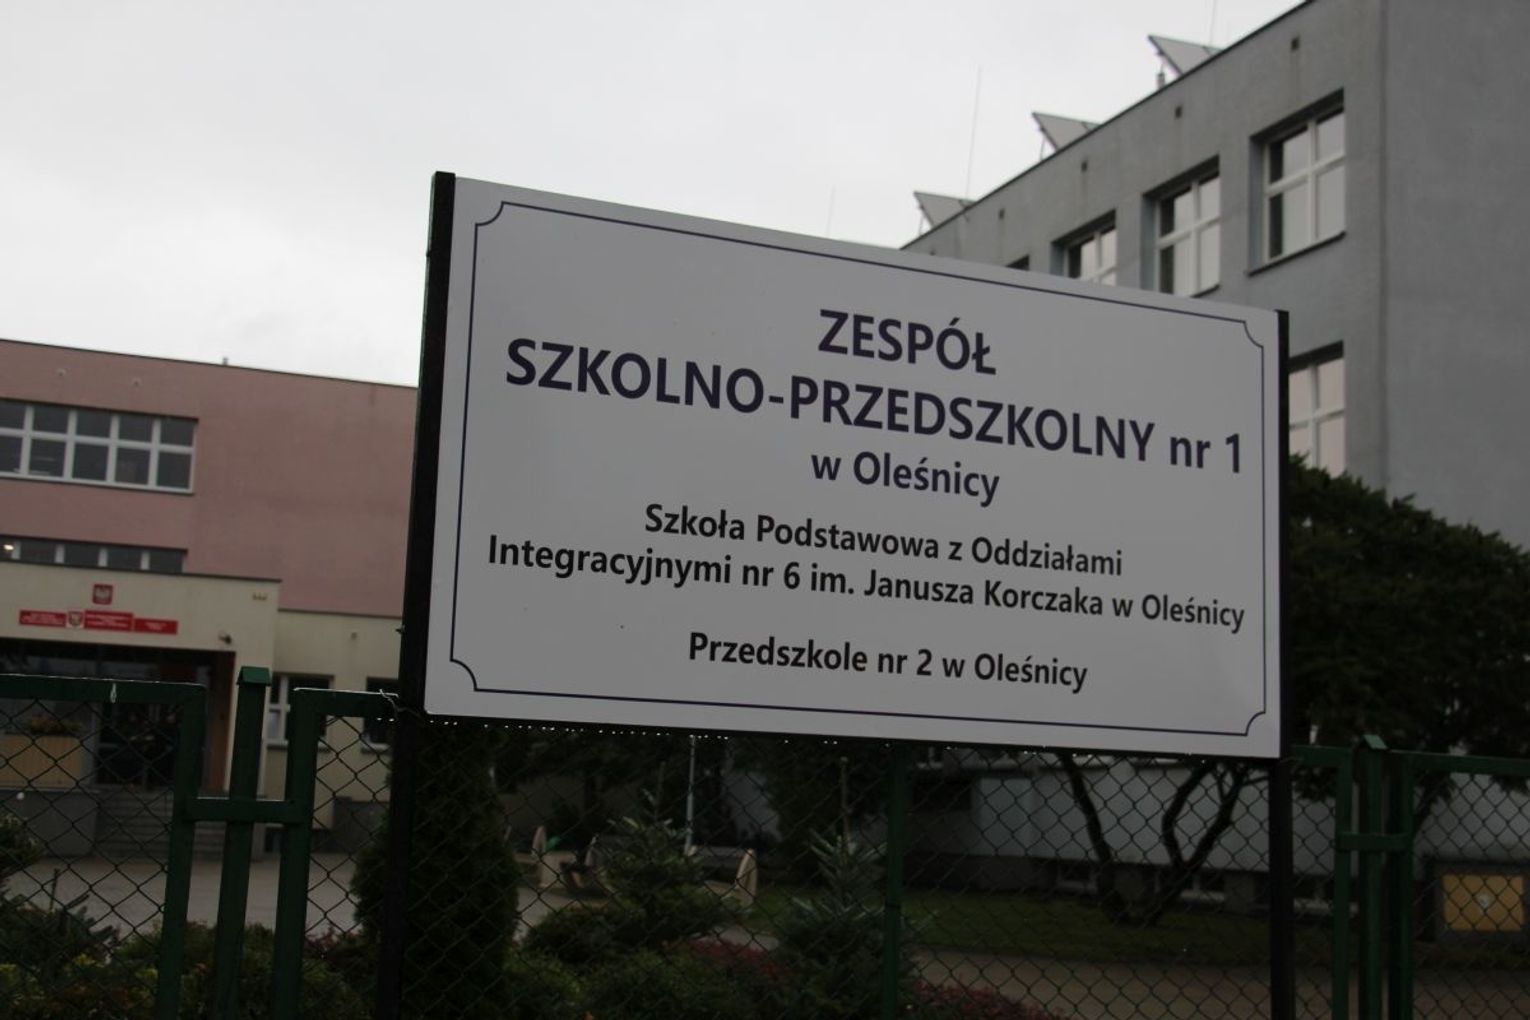 ZESPÓŁ
SZKOLNO-PRZEDSZKOLNY nr 1
w Oleśnicy
Szkoła Podstawowa z Oddziałami
Integracyjnymi nr 6 im. Janusza Korczaka w Oleśnicy
Przedszkole nr 2 w Oleśnicy